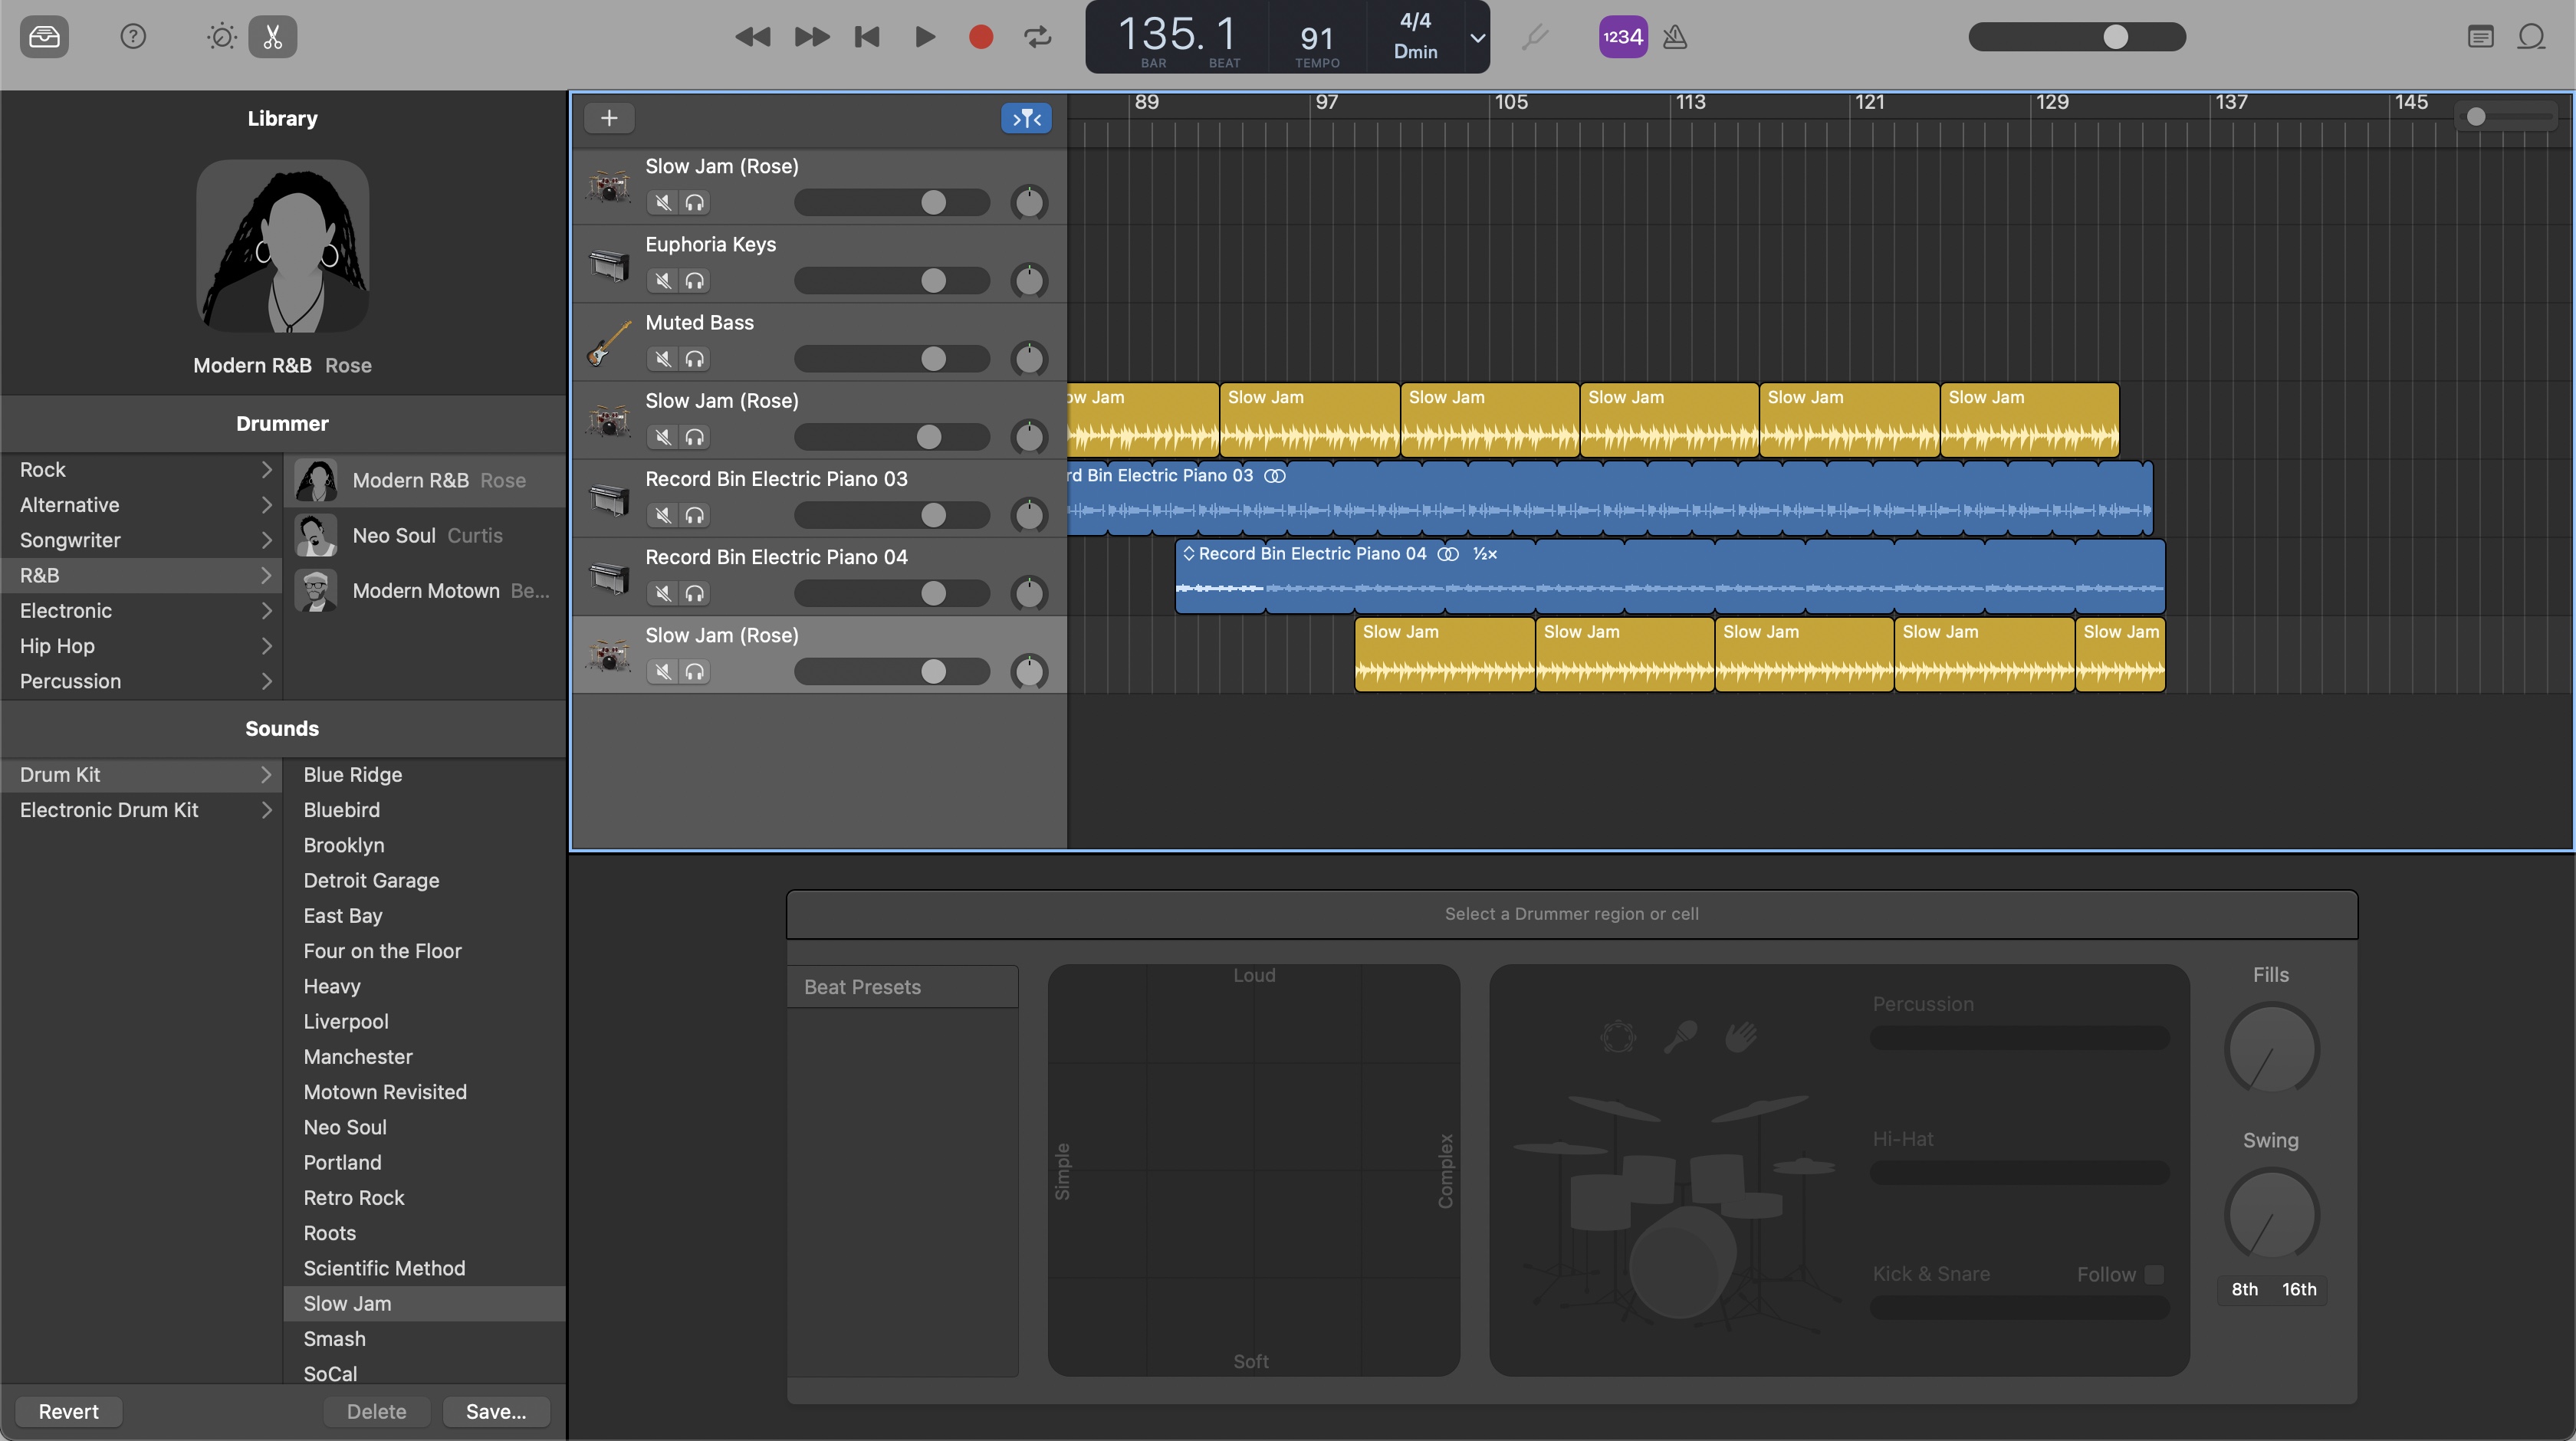 1234
135. 1
BAR BEAT
91
TEMPO
4/4
Dmin
Library
Modern R&B Rose
Drummer
Rock
Alternative
Songwriter
R&B
Electronic
Hip Hop
Percussion
Modern R&B Rose
Neo Soul Curtis
Modern Motown Be...
Sounds
Drum Kit
Electronic Drum Kit
Blue Ridge
Bluebird
Brooklyn
Detroit Garage
East Bay
Four on the Floor
Heavy
Liverpool
Manchester
Motown Revisited
Neo Soul
Portland
Retro Rock
Roots
Scientific Method
Slow Jam
Smash
SoCal
Revert
Delete
Save...
89 97 105 113 121 129 137 145
Slow Jam (Rose)
Euphoria Keys
Muted Bass
Slow Jam (Rose)
Record Bin Electric Piano 03
Record Bin Electric Piano 04
Slow Jam (Rose)
ow Jam Slow Jam Slow Jam Slow Jam Slow Jam Slow Jam
rd Bin Electric Piano 03
Record Bin Electric Piano 04 ½×
Slow Jam Slow Jam Slow Jam Slow Jam Slow Jam
Select a Drummer region or cell
Beat Presets
Loud
Simple
Complex
Soft
Percussion
Hi-Hat
Kick & Snare
Follow
Fills
Swing
8th 16th